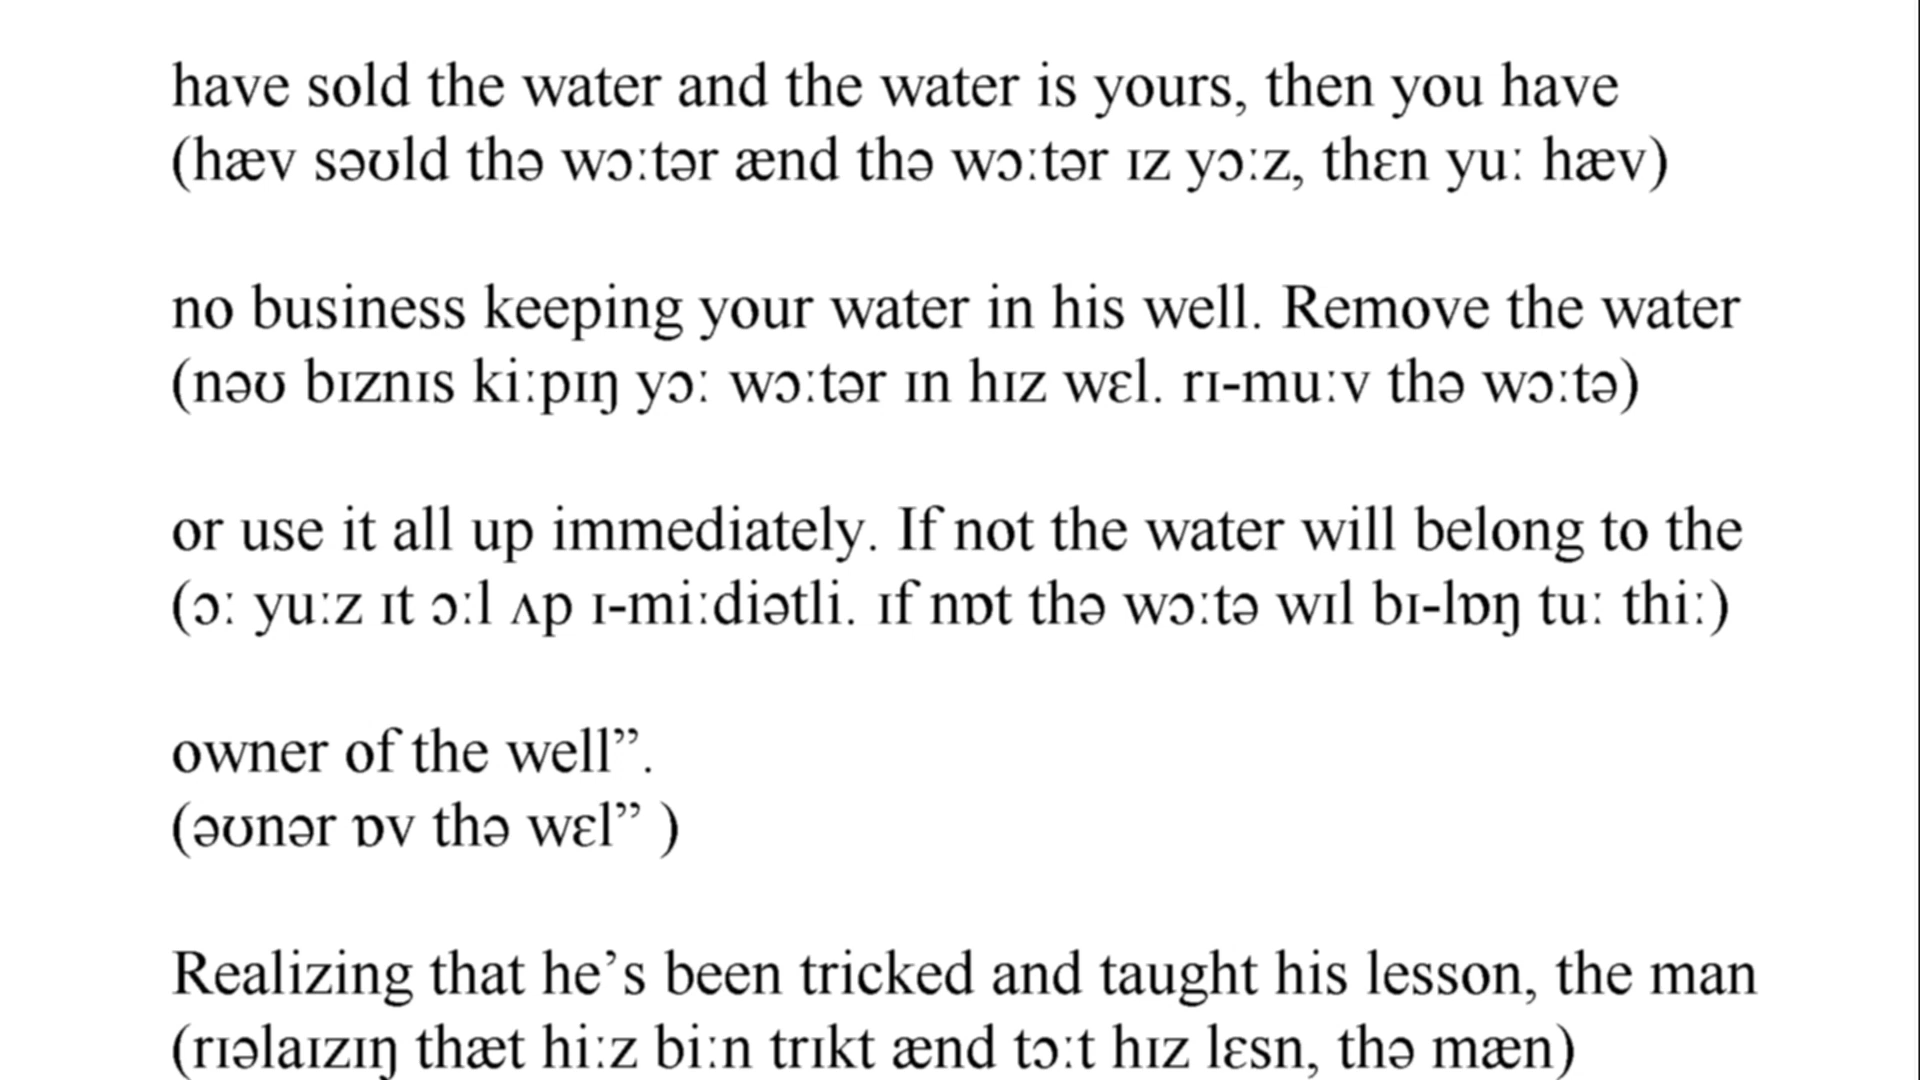 have sold the water and the water is yours, then you have
(hæv səʊld thə wɔːtər ænd thə wɔːtər ɪz yɔːz, thɛn yuː hæv)
no business keeping your water in his well. Remove the water
(nəʊ bɪznɪs kiːpɪŋ yɔː wɔːtər ɪn hɪz wɛl. rɪ-muːv thə wɔːtə)
or use it all up immediately. If not the water will belong to the
(ɔː yuːz ɪt ɔːl ʌp ɪ-miːdiətli. ɪf nɒt thə wɔːtə wɪl bɪ-lɒŋ tuː thiː)
owner of the well”.
(əʊnər ɒv thə wɛl” )
Realizing that he’s been tricked and taught his lesson, the man
(rɪəlaɪzɪŋ thæt hiːz biːn trɪkt ænd tɔːt hɪz lɛsn, thə mæn)